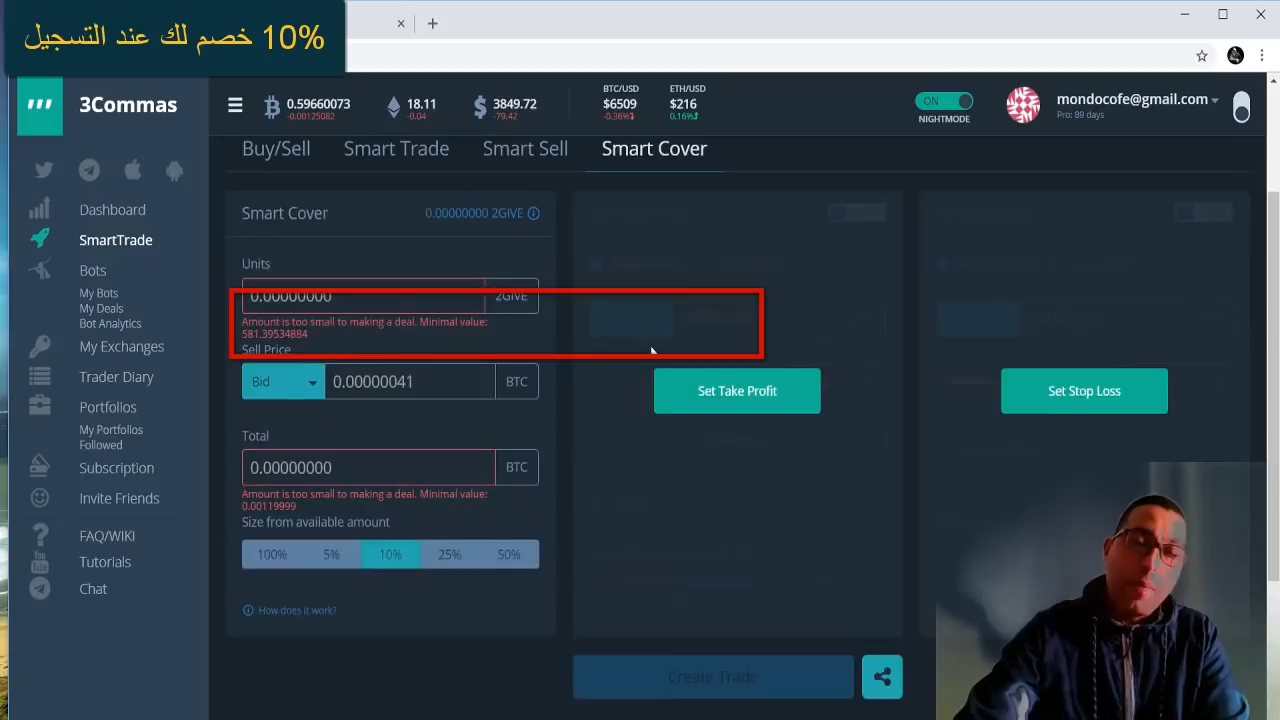 10% خصم لك عند التسجيل
3Commas
0.59660073
-0.00125082
18.11
-0.04
3849.72
-79.42
BTC/USD
$6509
-0.36%
ETH/USD
$216
0.16%
ON
NIGHTMODE
mondocofe@gmail.com
Pro: 89 days
Buy/Sell
Smart Trade
Smart Sell
Smart Cover
Dashboard
SmartTrade
Bots
My Bots
My Deals
Bot Analytics
My Exchanges
Trader Diary
Portfolios
My Portfolios
Followed
Subscription
Invite Friends
FAQ/WIKI
Tutorials
Chat
Smart Cover
0.00000000 2GIVE
Units
0.00000000
2GIVE
Amount is too small to making a deal. Minimal value:
581.39534884
Sell Price
Bid
0.00000041
BTC
Total
0.00000000
BTC
Amount is too small to making a deal. Minimal value:
0.00119999
Size from available amount
100%
5%
10%
25%
50%
How does it work?
Set Take Profit
Set Stop Loss
Create Trade